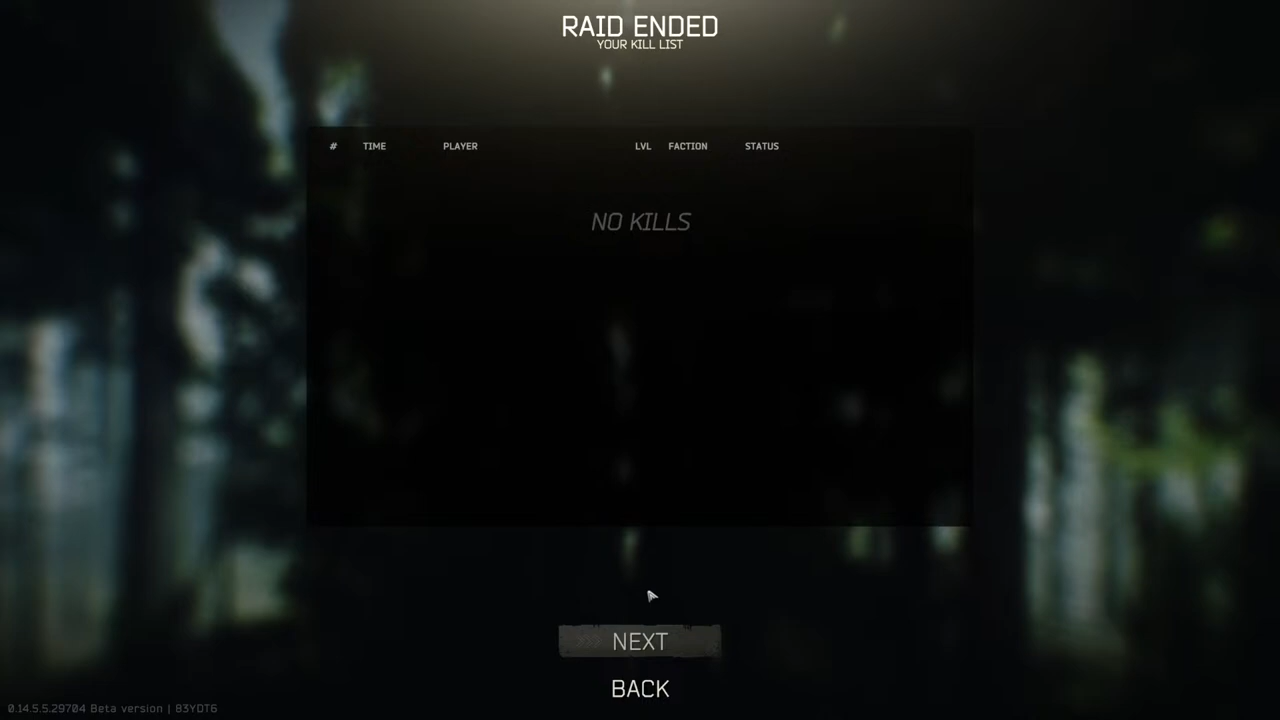 RAID ENDED
YOUR KILL LIST
# TIME PLAYER LVL FACTION STATUS
NO KILLS
NEXT
BACK
0.14.5.5.29704 Beta version | 83YDT6